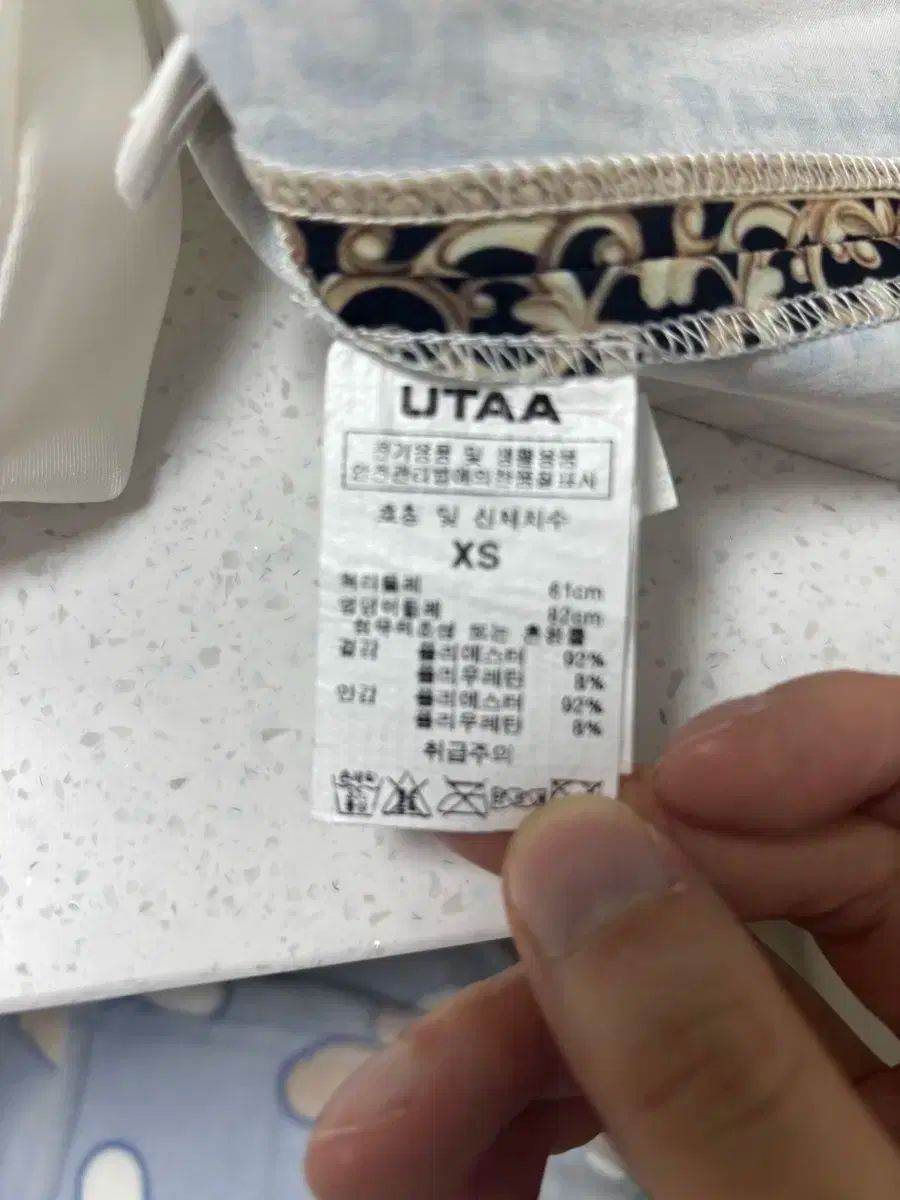 UTAA
전기용품 및 생활용품
안전관리법에의한품질표시
호칭 및 신체치수
XS
허리둘레 61cm
엉덩이둘레 82cm
섬유의조성 또는 혼용률
겉감 폴리에스터 92%
폴리우레탄 8%
안감 폴리에스터 92%
폴리우레탄 8%
취급주의